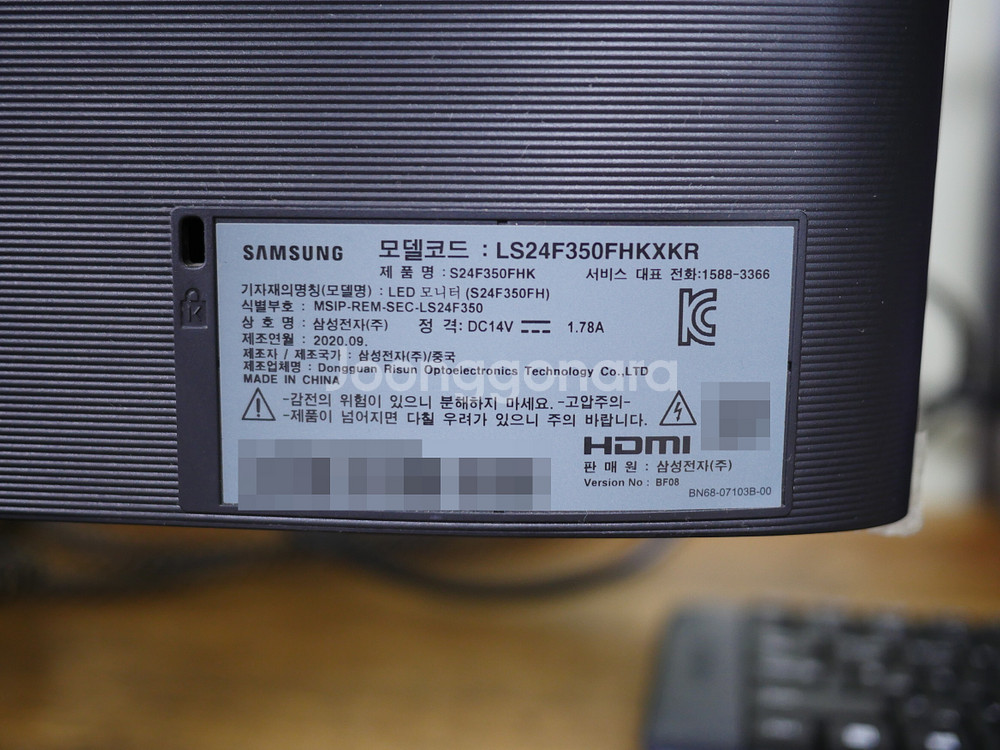 SAMSUNG 모델코드 : LS24F350FHKXKR
제 품 명 : S24F350FHK 서비스 대표 전화:1588-3366
기자재의명칭(모델명) : LED 모니터 (S24F350FH)
식별부호 : MSIP-REM-SEC-LS24F350
상 호 명 : 삼성전자(주) 정 격: DC14V 1.78A
제조연월 : 2020.09.
제조자 / 제조국가 : 삼성전자(주)/중국
제조업체명 : Dongguan Risun Optoelectronics Technology Co.,LTD
MADE IN CHINA
Joonggonara
-감전의 위험이 있으니 분해하지 마세요. -고압주의-
-제품이 넘어지면 다칠 우려가 있으니 주의 바랍니다.
HDMI
판 매 원 : 삼성전자(주)
Version No : BF08
BN68-07103B-00